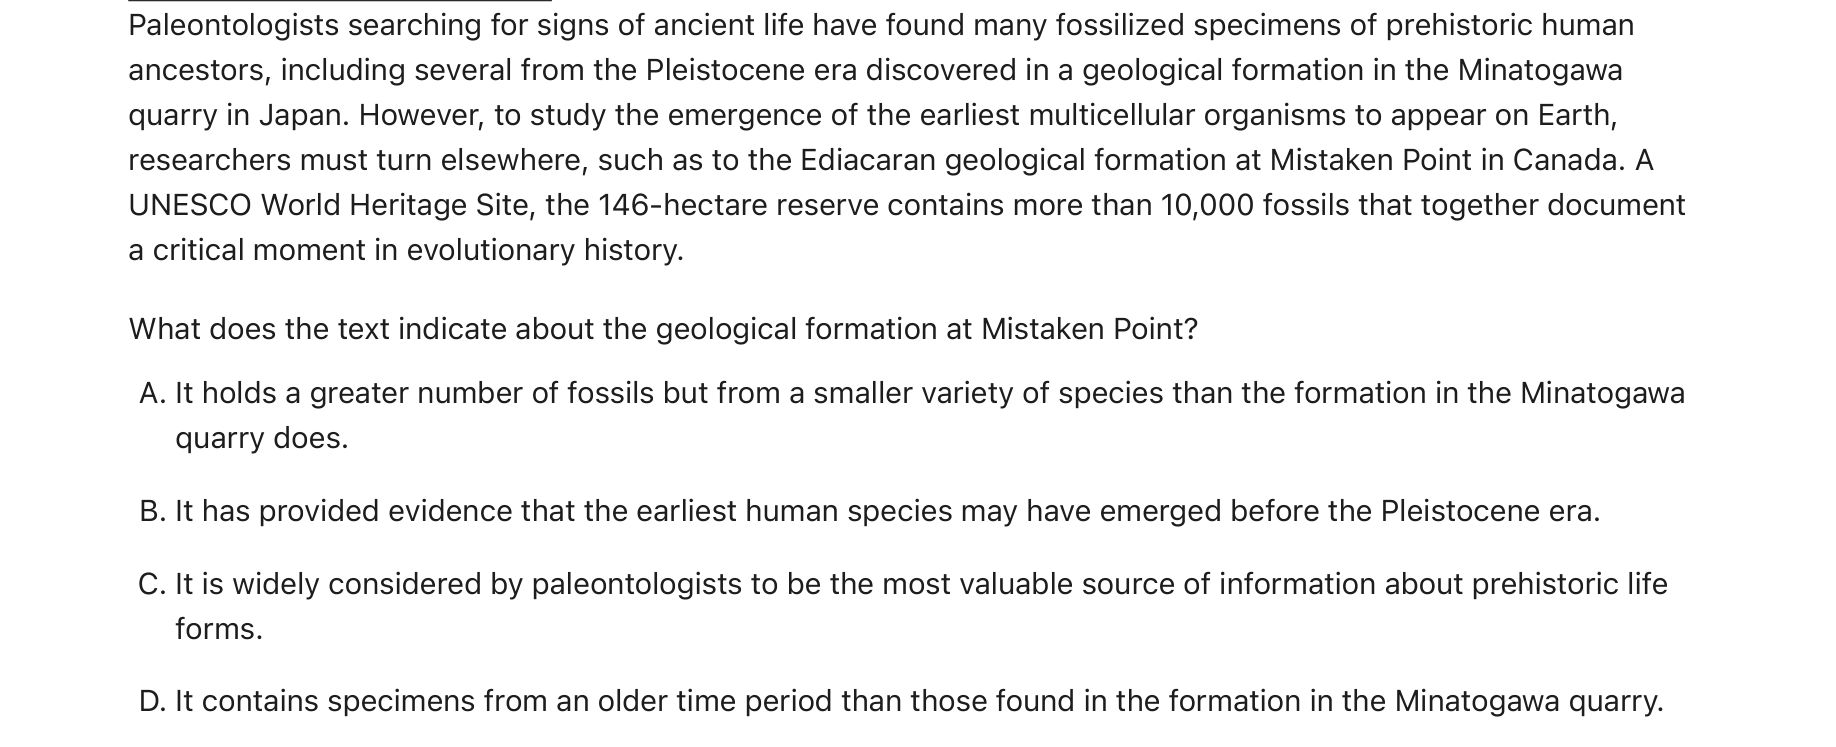 Paleontologists searching for signs of ancient life have found many fossilized specimens of prehistoric human
ancestors, including several from the Pleistocene era discovered in a geological formation in the Minatogawa
quarry in Japan. However, to study the emergence of the earliest multicellular organisms to appear on Earth,
researchers must turn elsewhere, such as to the Ediacaran geological formation at Mistaken Point in Canada. A
UNESCO World Heritage Site, the 146-hectare reserve contains more than 10,000 fossils that together document
a critical moment in evolutionary history.
What does the text indicate about the geological formation at Mistaken Point?
A. It holds a greater number of fossils but from a smaller variety of species than the formation in the Minatogawa
quarry does.
B. It has provided evidence that the earliest human species may have emerged before the Pleistocene era.
C. It is widely considered by paleontologists to be the most valuable source of information about prehistoric life
forms.
D. It contains specimens from an older time period than those found in the formation in the Minatogawa quarry.